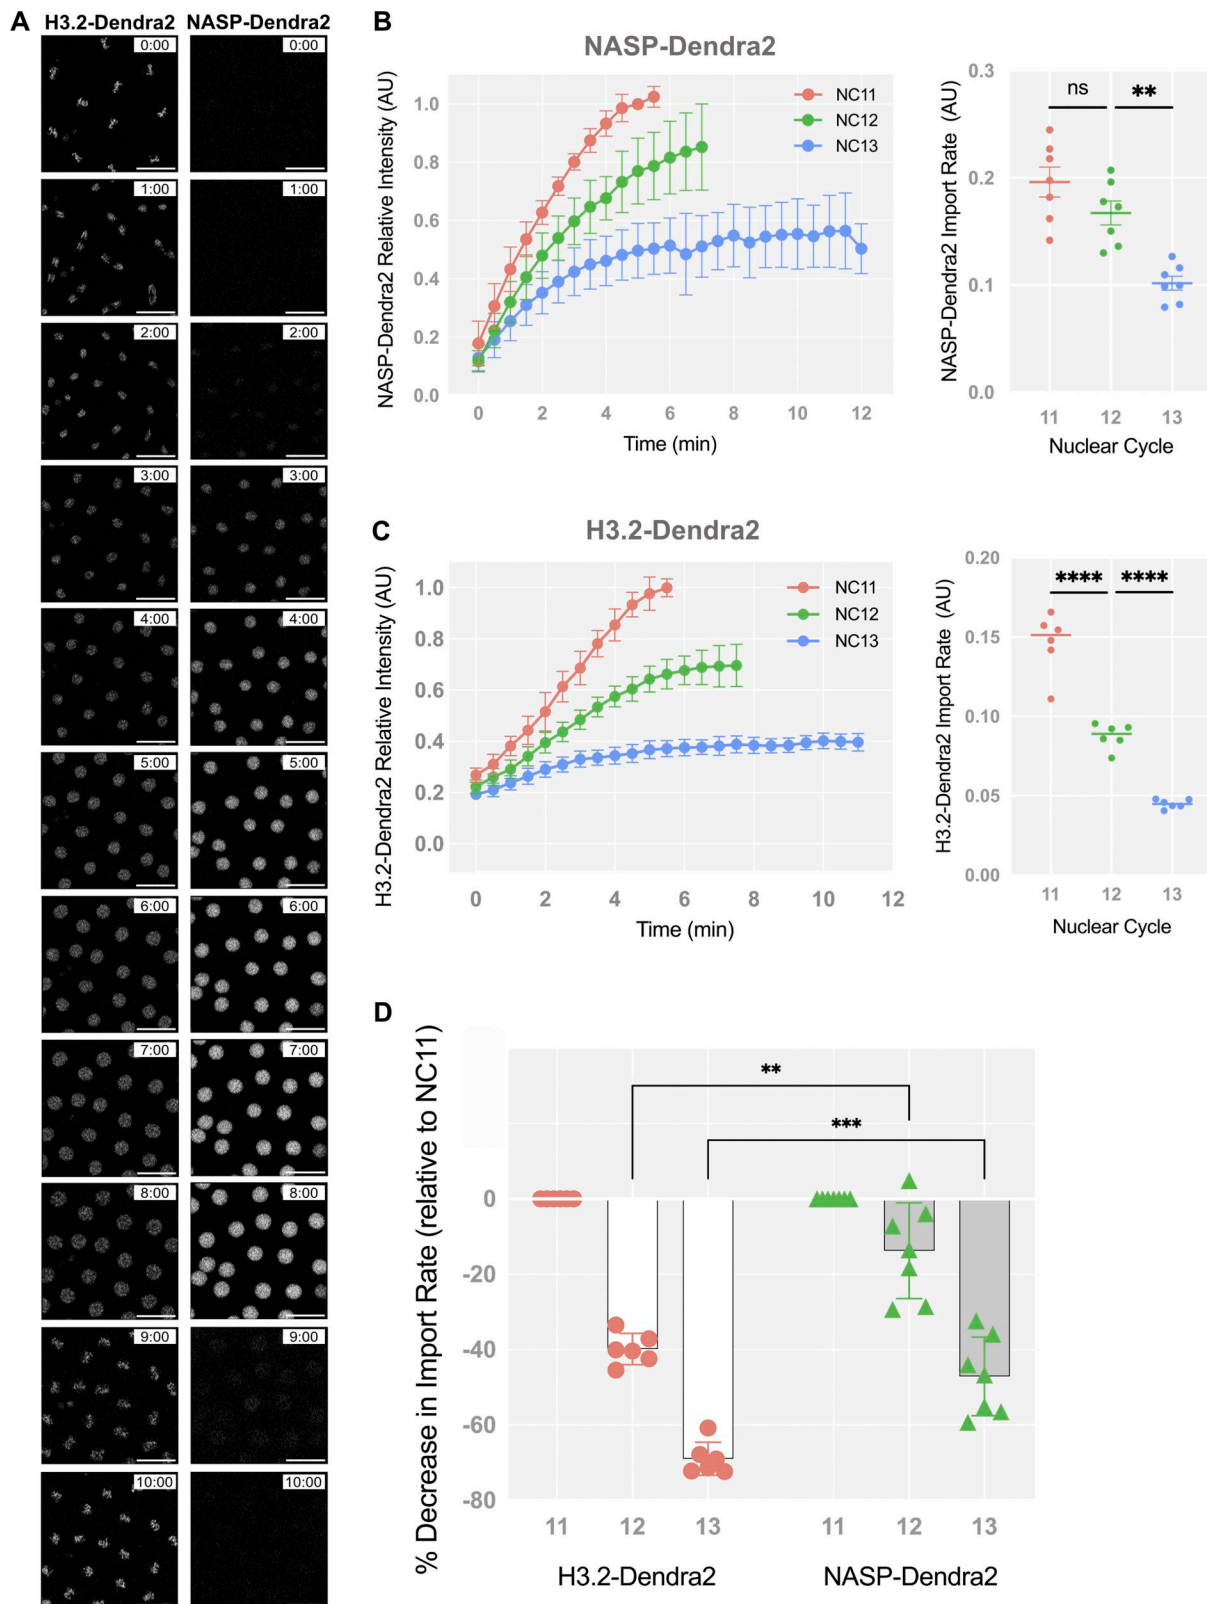 A
H3.2-Dendra2 NASP-Dendra2
0:00 0:00
1:00 1:00
2:00 2:00
3:00 3:00
4:00 4:00
5:00 5:00
6:00 6:00
7:00 7:00
8:00 8:00
9:00 9:00
10:00 10:00
B
NASP-Dendra2
NASP-Dendra2 Relative Intensity (AU)
1.0
0.8
0.6
0.4
0.2
0.0
NC11
NC12
NC13
0 2 4 6 8 10 12
Time (min)
NASP-Dendra2 Import Rate (AU)
0.3
0.2
0.1
0.0
ns **
11 12 13
Nuclear Cycle
C
H3.2-Dendra2
H3.2-Dendra2 Relative Intensity (AU)
1.0
0.8
0.6
0.4
0.2
0.0
NC11
NC12
NC13
0 2 4 6 8 10 12
Time (min)
H3.2-Dendra2 Import Rate (AU)
0.20
0.15
0.10
0.05
0.00
**** ****
11 12 13
Nuclear Cycle
D
% Decrease in Import Rate (relative to NC11)
**
***
0
-20
-40
-60
-80
11 12 13 11 12 13
H3.2-Dendra2 NASP-Dendra2